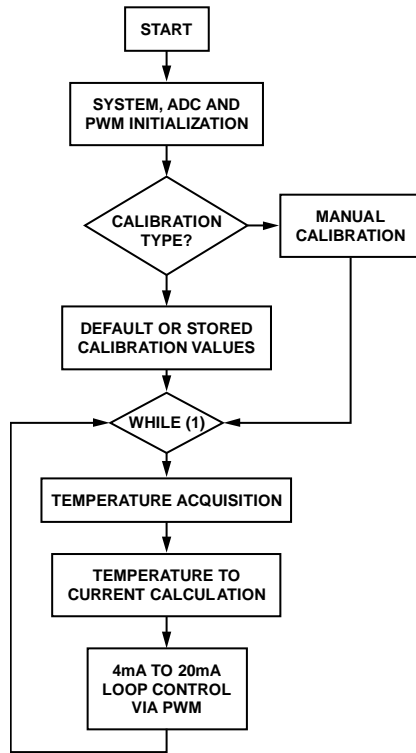 START
SYSTEM, ADC AND
PWM INITIALIZATION
CALIBRATION
TYPE?
MANUAL
CALIBRATION
DEFAULT OR STORED
CALIBRATION VALUES
WHILE (1)
TEMPERATURE ACQUISITION
TEMPERATURE TO
CURRENT CALCULATION
4mA TO 20mA
LOOP CONTROL
VIA PWM